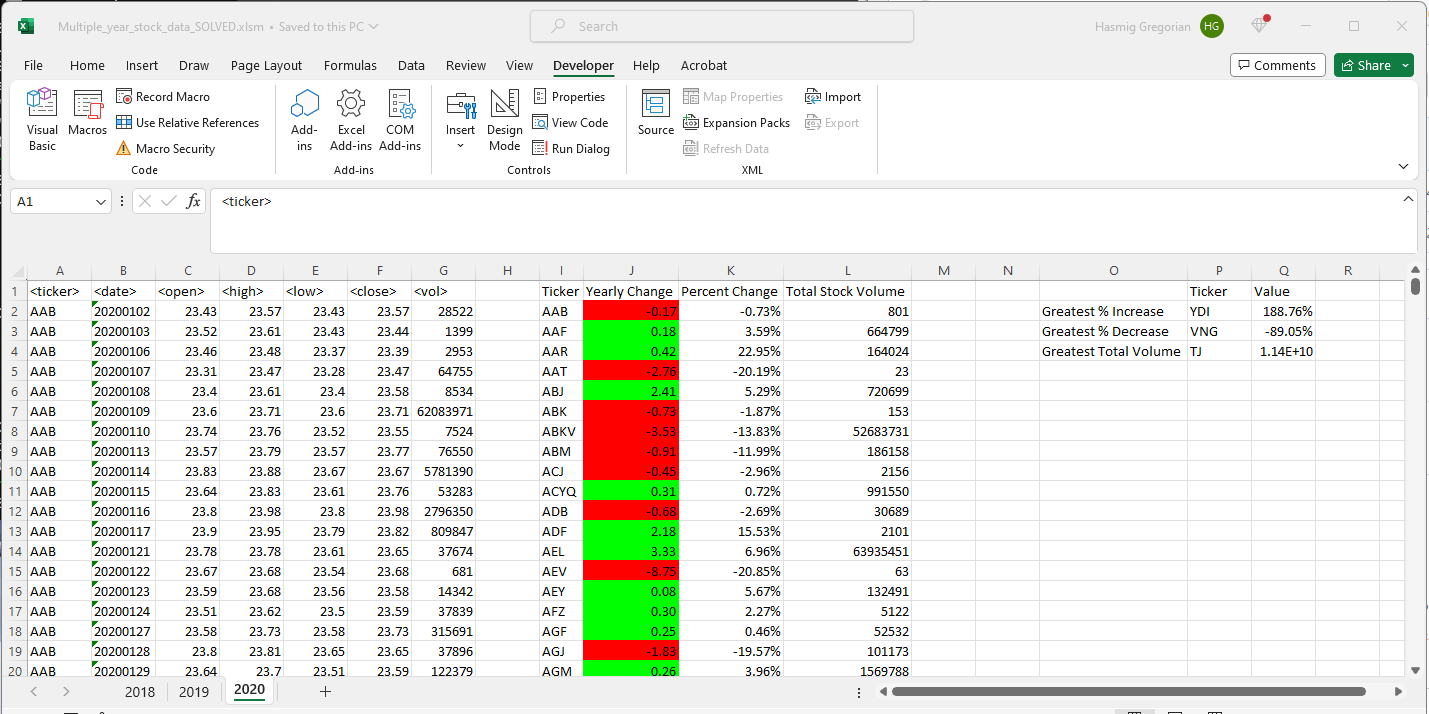 Multiple_year_stock_data_SOLVED.xlsm • Saved to this PC Search Hasmig Gregorian HG
File Home Insert Draw Page Layout Formulas Data Review View Developer Help Acrobat Comments Share
Visual Basic Macros Record Macro Use Relative References Macro Security
Code
Add-ins Excel Add-ins COM Add-ins
Add-ins
Insert Design Mode Properties View Code Run Dialog
Controls
Source Map Properties Expansion Packs Refresh Data Import Export
XML
A1 fx <ticker>
A B C D E F G H I J K L M N O P Q R
1 <ticker> <date> <open> <high> <low> <close> <vol> Ticker Yearly Change Percent Change Total Stock Volume Ticker Value
2 AAB 20200102 23.43 23.57 23.43 23.57 28522 AAB -0.17 -0.73% 801 Greatest % Increase YDI 188.76%
3 AAB 20200103 23.52 23.61 23.43 23.44 1399 AAF 0.18 3.59% 664799 Greatest % Decrease VNG -89.05%
4 AAB 20200106 23.46 23.48 23.37 23.39 2953 AAR 0.42 22.95% 164024 Greatest Total Volume TJ 1.14E+10
5 AAB 20200107 23.31 23.47 23.28 23.47 64755 AAT -2.76 -20.19% 23
6 AAB 20200108 23.4 23.61 23.4 23.58 8534 ABJ 2.41 5.29% 720699
7 AAB 20200109 23.6 23.71 23.6 23.71 62083971 ABK -0.73 -1.87% 153
8 AAB 20200110 23.74 23.76 23.52 23.55 7524 ABKV -3.53 -13.83% 52683731
9 AAB 20200113 23.57 23.79 23.57 23.77 76550 ABM -0.91 -11.99% 186158
10 AAB 20200114 23.83 23.88 23.67 23.67 5781390 ACJ -0.45 -2.96% 2156
11 AAB 20200115 23.64 23.83 23.61 23.76 53283 ACYQ 0.31 0.72% 991550
12 AAB 20200116 23.8 23.98 23.8 23.98 2796350 ADB -0.68 -2.69% 30689
13 AAB 20200117 23.9 23.95 23.79 23.82 809847 ADF 2.18 15.53% 2101
14 AAB 20200121 23.78 23.78 23.61 23.65 37674 AEL 3.33 6.96% 63935451
15 AAB 20200122 23.67 23.68 23.54 23.68 681 AEV -8.75 -20.85% 63
16 AAB 20200123 23.59 23.68 23.56 23.58 14342 AEY 0.08 5.67% 132491
17 AAB 20200124 23.51 23.62 23.5 23.59 37839 AFZ 0.30 2.27% 5122
18 AAB 20200127 23.58 23.73 23.58 23.73 315691 AGF 0.25 0.46% 52532
19 AAB 20200128 23.8 23.81 23.65 23.65 37896 AGJ -1.83 -19.57% 101173
20 AAB 20200129 23.64 23.7 23.51 23.59 122379 AGM 0.26 3.96% 1569788
2018 2019 2020